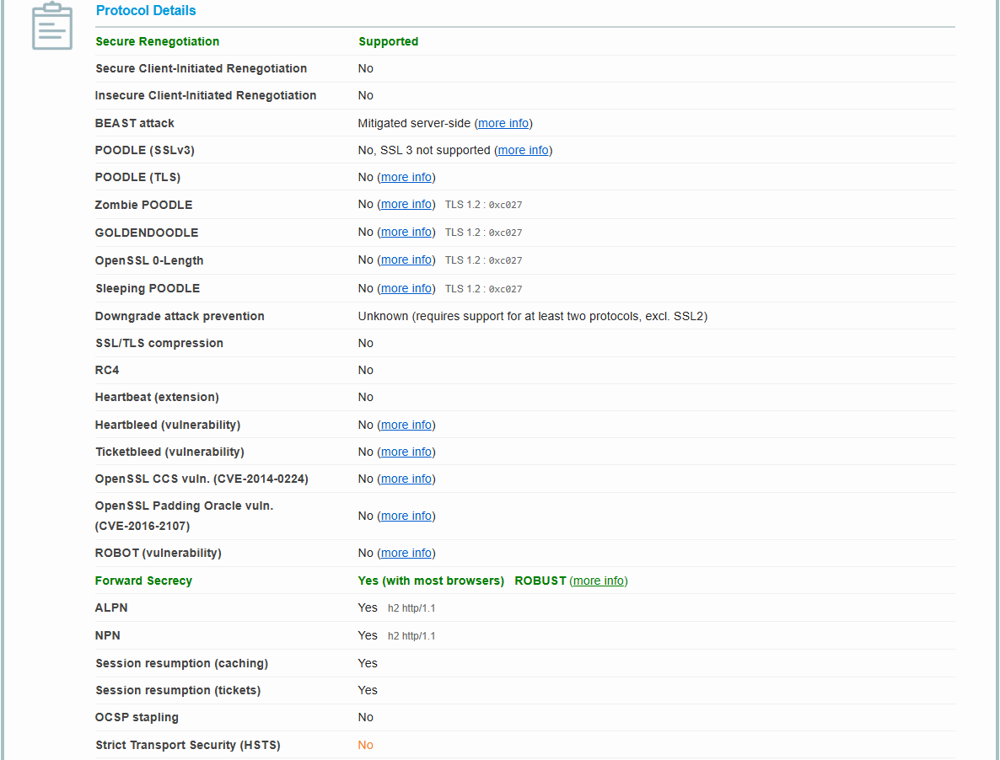 Protocol Details
Secure Renegotiation Supported
Secure Client-Initiated Renegotiation No
Insecure Client-Initiated Renegotiation No
BEAST attack Mitigated server-side (more info)
POODLE (SSLv3) No, SSL 3 not supported (more info)
POODLE (TLS) No (more info)
Zombie POODLE No (more info) TLS 1.2 : 0xc027
GOLDENDOODLE No (more info) TLS 1.2 : 0xc027
OpenSSL 0-Length No (more info) TLS 1.2 : 0xc027
Sleeping POODLE No (more info) TLS 1.2 : 0xc027
Downgrade attack prevention Unknown (requires support for at least two protocols, excl. SSL2)
SSL/TLS compression No
RC4 No
Heartbeat (extension) No
Heartbleed (vulnerability) No (more info)
Ticketbleed (vulnerability) No (more info)
OpenSSL CCS vuln. (CVE-2014-0224) No (more info)
OpenSSL Padding Oracle vuln.
(CVE-2016-2107) No (more info)
ROBOT (vulnerability) No (more info)
Forward Secrecy Yes (with most browsers) ROBUST (more info)
ALPN Yes h2 http/1.1
NPN Yes h2 http/1.1
Session resumption (caching) Yes
Session resumption (tickets) Yes
OCSP stapling No
Strict Transport Security (HSTS) No